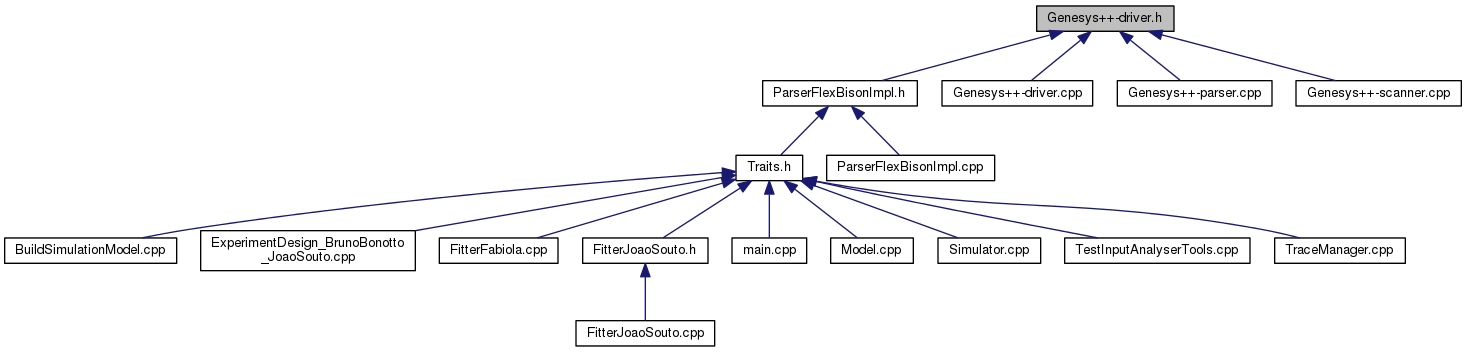 Genesys++-driver.h
ParserFlexBisonImpl.h
Genesys++-driver.cpp
Genesys++-parser.cpp
Genesys++-scanner.cpp
Traits.h
ParserFlexBisonImpl.cpp
BuildSimulationModel.cpp
ExperimentDesign_BrunoBonotto
_JoaoSouto.cpp
FitterFabiola.cpp
FitterJoaoSouto.h
main.cpp
Model.cpp
Simulator.cpp
TestInputAnalyserTools.cpp
TraceManager.cpp
FitterJoaoSouto.cpp